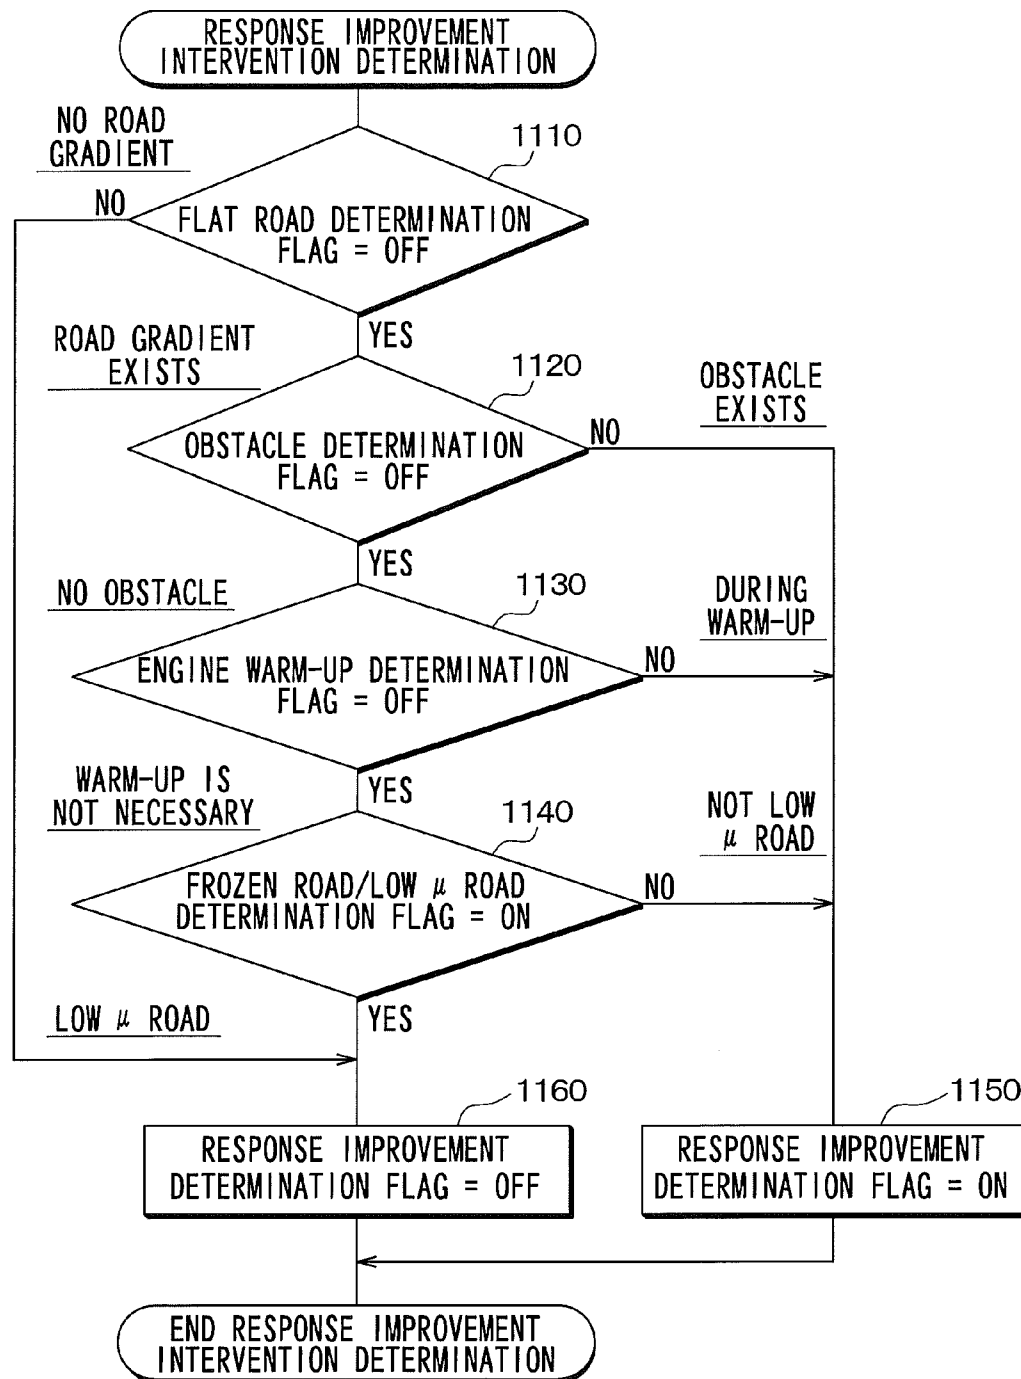 RESPONSE IMPROVEMENT
INTERVENTION DETERMINATION
NO ROAD
GRADIENT
1110
NO
FLAT ROAD DETERMINATION
FLAG = OFF
YES
ROAD GRADIENT
EXISTS
1120
OBSTACLE
EXISTS
NO
OBSTACLE DETERMINATION
FLAG = OFF
YES
NO OBSTACLE
1130
DURING
WARM-UP
NO
ENGINE WARM-UP DETERMINATION
FLAG = OFF
YES
WARM-UP IS
NOT NECESSARY
1140
NOT LOW
μ ROAD
NO
FROZEN ROAD/LOW μ ROAD
DETERMINATION FLAG = ON
YES
LOW μ ROAD
1160
RESPONSE IMPROVEMENT
DETERMINATION FLAG = OFF
1150
RESPONSE IMPROVEMENT
DETERMINATION FLAG = ON
END RESPONSE IMPROVEMENT
INTERVENTION DETERMINATION